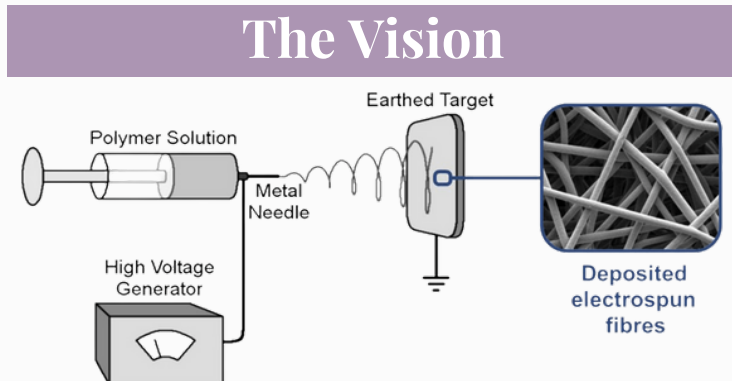 The Vision
Earthed Target
Polymer Solution
Metal
Needle
High Voltage
Generator
Deposited
electrospun
fibres